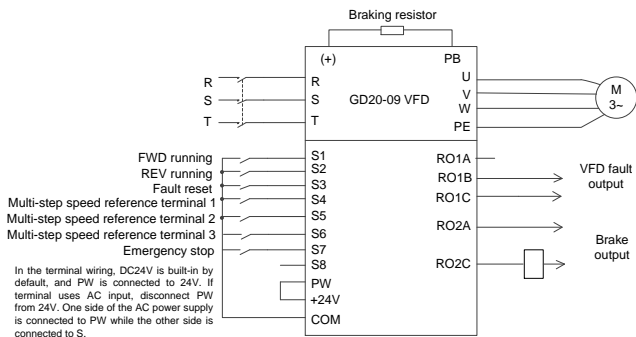 Braking resistor
(+)
PB
R
S
T
R
S
T
GD20-09 VFD
U
V
W
PE
M
3~
FWD running
REV running
Fault reset
Multi-step speed reference terminal 1
Multi-step speed reference terminal 2
Multi-step speed reference terminal 3
Emergency stop
S1
S2
S3
S4
S5
S6
S7
S8
PW
+24V
COM
RO1A
RO1B
RO1C
RO2A
RO2C
VFD fault
output
Brake
output
In the terminal wiring, DC24V is built-in by
default, and PW is connected to 24V. If
terminal uses AC input, disconnect PW
from 24V. One side of the AC power supply
is connected to PW while the other side is
connected to S.